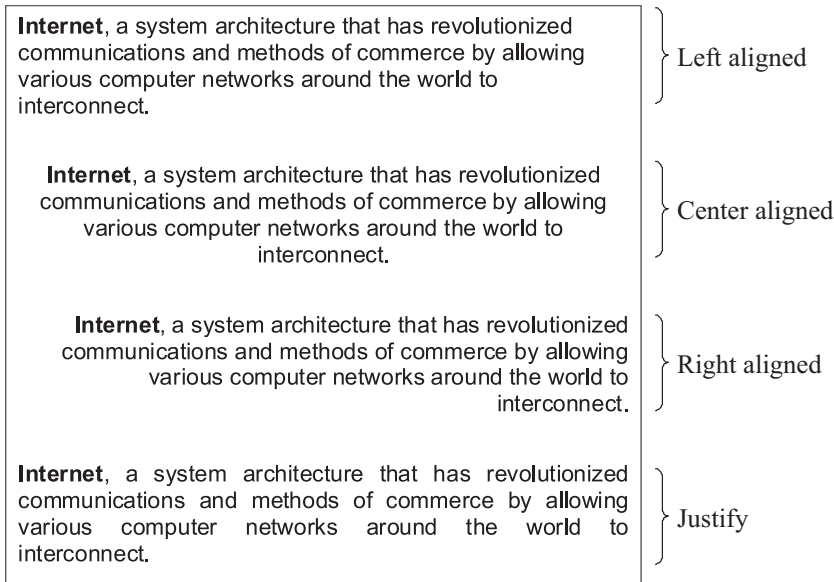 Internet, a system architecture that has revolutionized
communications and methods of commerce by allowing
various computer networks around the world to
interconnect.
Left aligned
Internet, a system architecture that has revolutionized
communications and methods of commerce by allowing
various computer networks around the world to
interconnect.
Center aligned
Internet, a system architecture that has revolutionized
communications and methods of commerce by allowing
various computer networks around the world to
interconnect.
Right aligned
Internet, a system architecture that has revolutionized
communications and methods of commerce by allowing
various computer networks around the world to
interconnect.
Justify